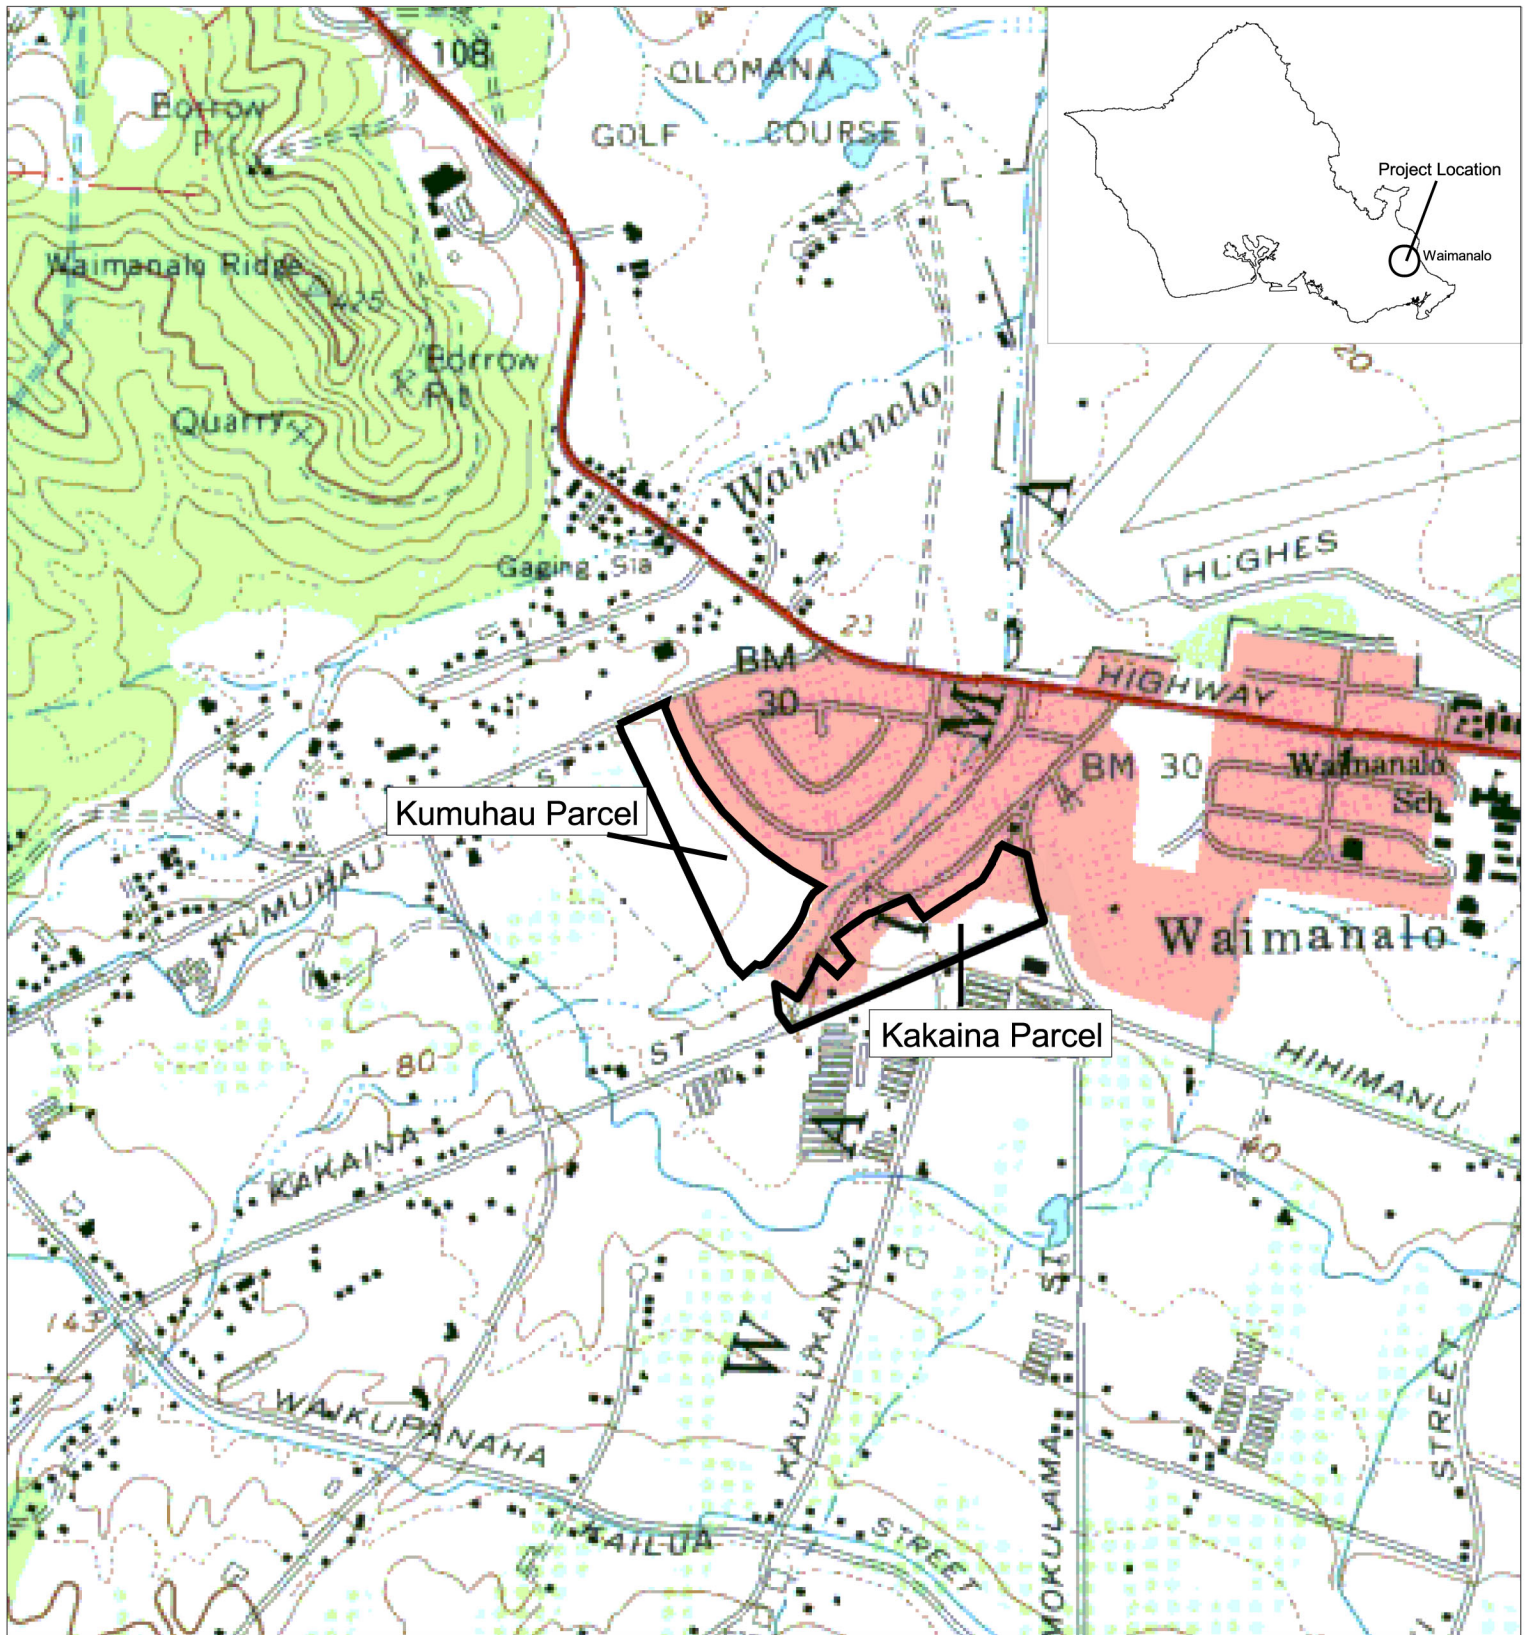 108
OLOMANA
GOLF COURSE
Borrow
Project Location
Waimanalo
Waimanalo Ridge
425
20
Borrow
Quarry
Waimanalo
A
HUGHES
Gaging Sta
23
BM
30
HIGHWAY
M
ST
BM 30
Waimanalo
Sch
Kumuhau Parcel
KUMUHAU
I
Waimanalo
Kakaina Parcel
ST
HIHIMANU
80
A
40
KAKAINA
143
ST
W
KAULUKANU
STREET
WAIKUPANAHA
MOKULAMA
KAILUA
STREET